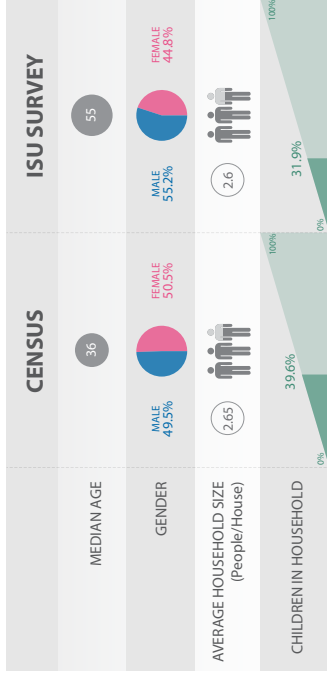 CENSUS
ISU SURVEY
MEDIAN AGE
36
55
GENDER
MALE
49.5%
FEMALE
50.5%
MALE
55.2%
FEMALE
44.8%
AVERAGE HOUSEHOLD SIZE
(People/House)
2.65
2.6
CHILDREN IN HOUSEHOLD
0%
39.6%
100%
0%
31.9%
100%